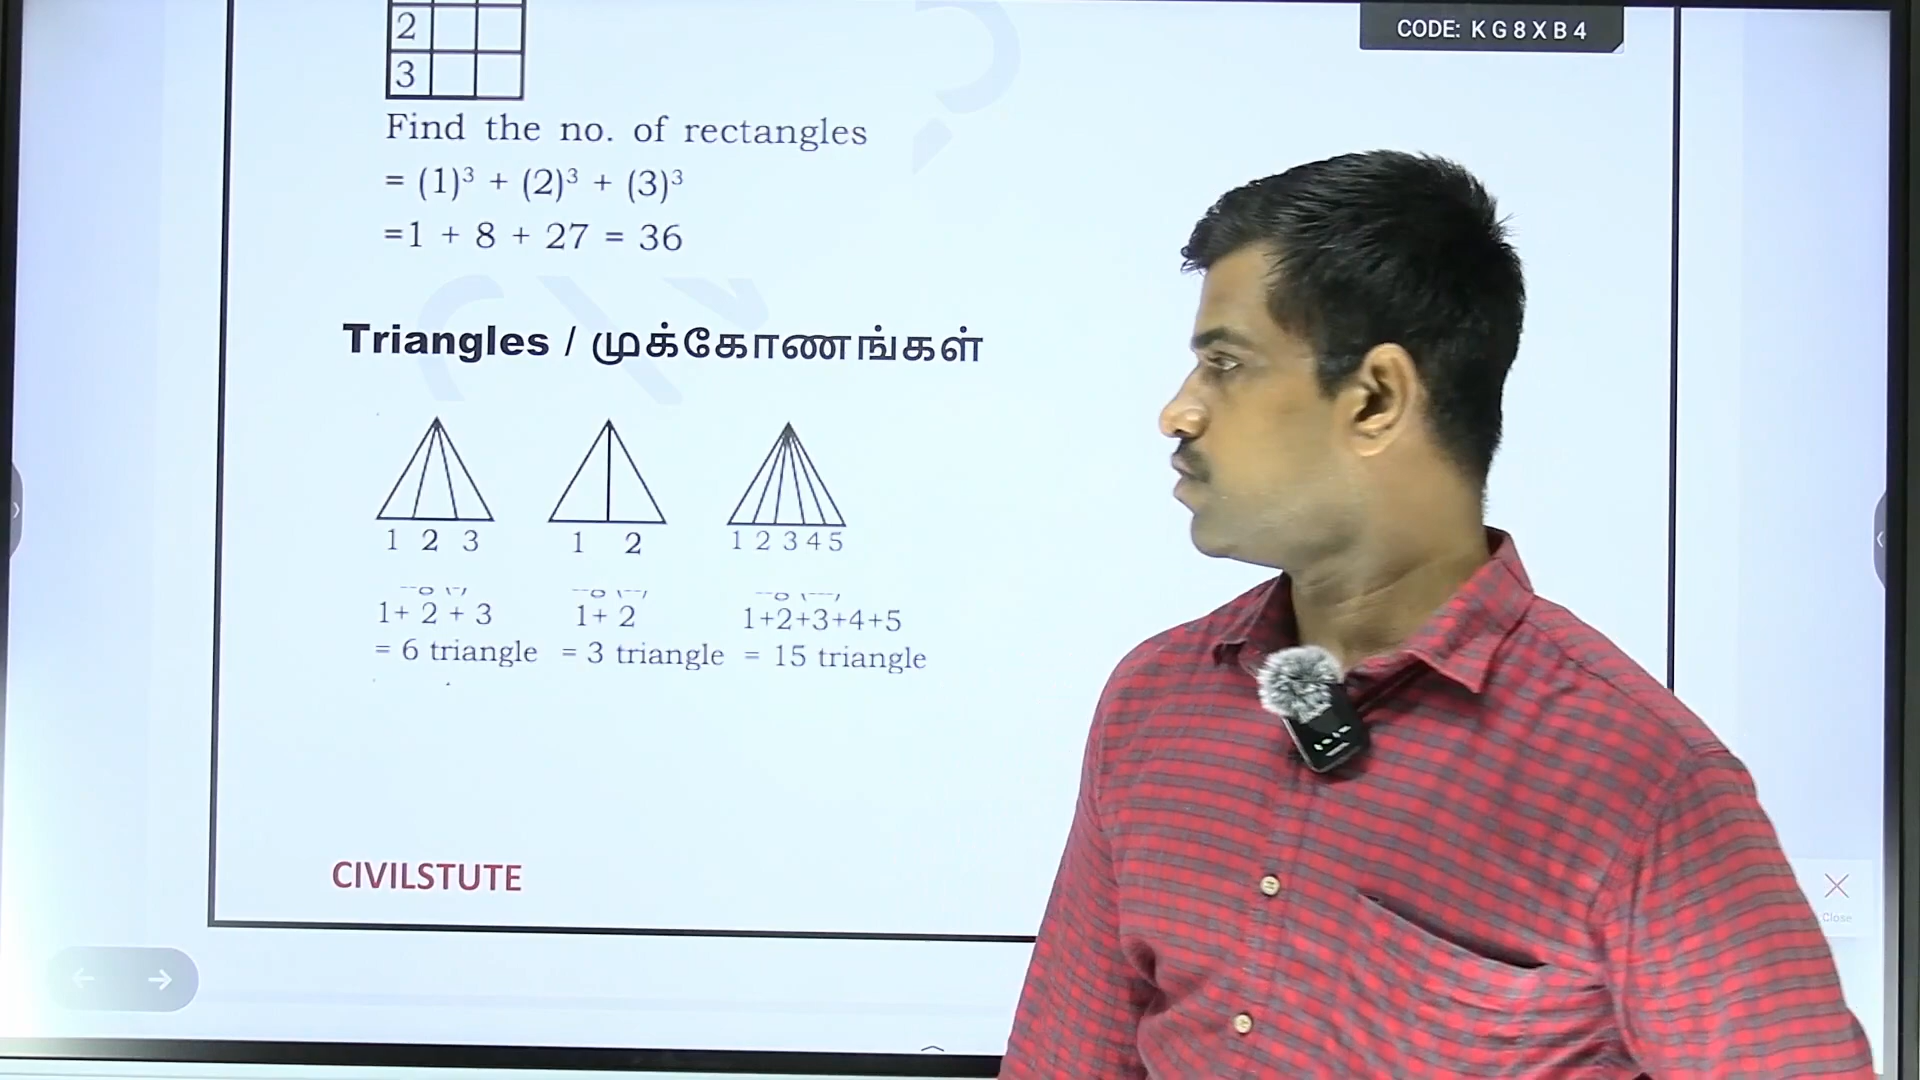 CODE: KG8XB4
2
3
Find the no. of rectangles
= (1)³ + (2)³ + (3)³
=1 + 8 + 27 = 36
Triangles / முக்கோணங்கள்
1 2 3
1 2
1 2 3 4 5
1+ 2 + 3
= 6 triangle
1+ 2
= 3 triangle
1+2+3+4+5
= 15 triangle
CIVILSTUTE
Close